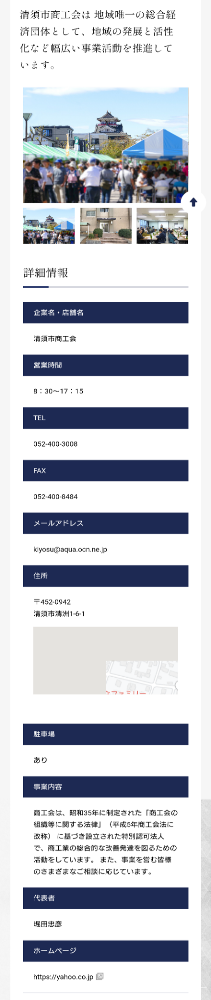 清須市商工会は 地域唯一の総合経
済団体として、地域の発展と活性
化など幅広い事業活動を推進して
います。
詳細情報
企業名・店舗名
清須市商工会
営業時間
8：30〜17：15
TEL
052-400-3008
FAX
052-400-8484
メールアドレス
kiyosu@aqua.ocn.ne.jp
住所
〒452-0942
清須市清洲1-6-1
ファミリー
駐車場
あり
事業内容
商工会は、昭和35年に制定された「商工会の
組織等に関する法律」（平成5年商工会法に
改称） に基づき設立された特別認可法人
で、商工業の総合的な改善発達を図るための
活動をしています。 また、事業を営む皆様
のさまざまなご相談に応じています。
代表者
堀田忠彦
ホームページ
https://yahoo.co.jp